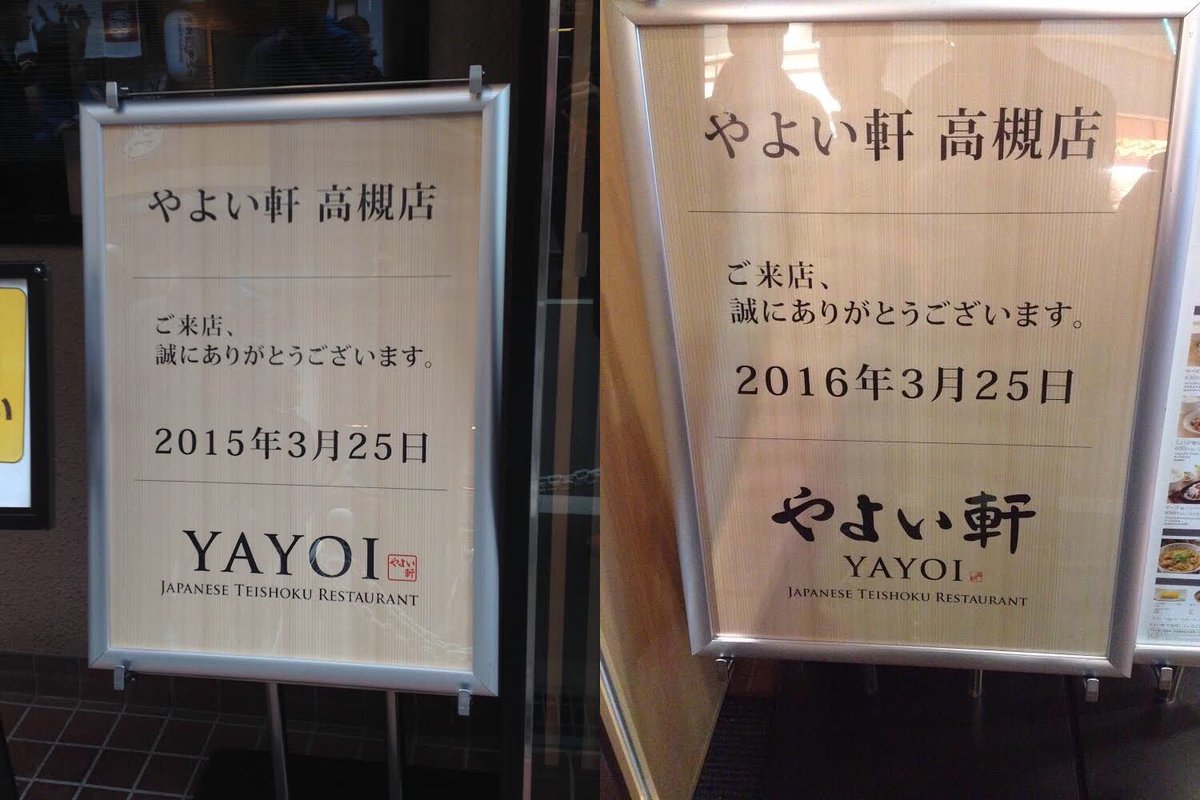 やよい軒 高槻店
ご来店、
誠にありがとうございます。
2015年3月25日
YAYOI
やよい
軒
JAPANESE TEISHOKU RESTAURANT
い
やよい軒 高槻店
ご来店、
誠にありがとうございます。
2016年3月25日
やよい軒
YAYOI
JAPANESE TEISHOKU RESTAURANT